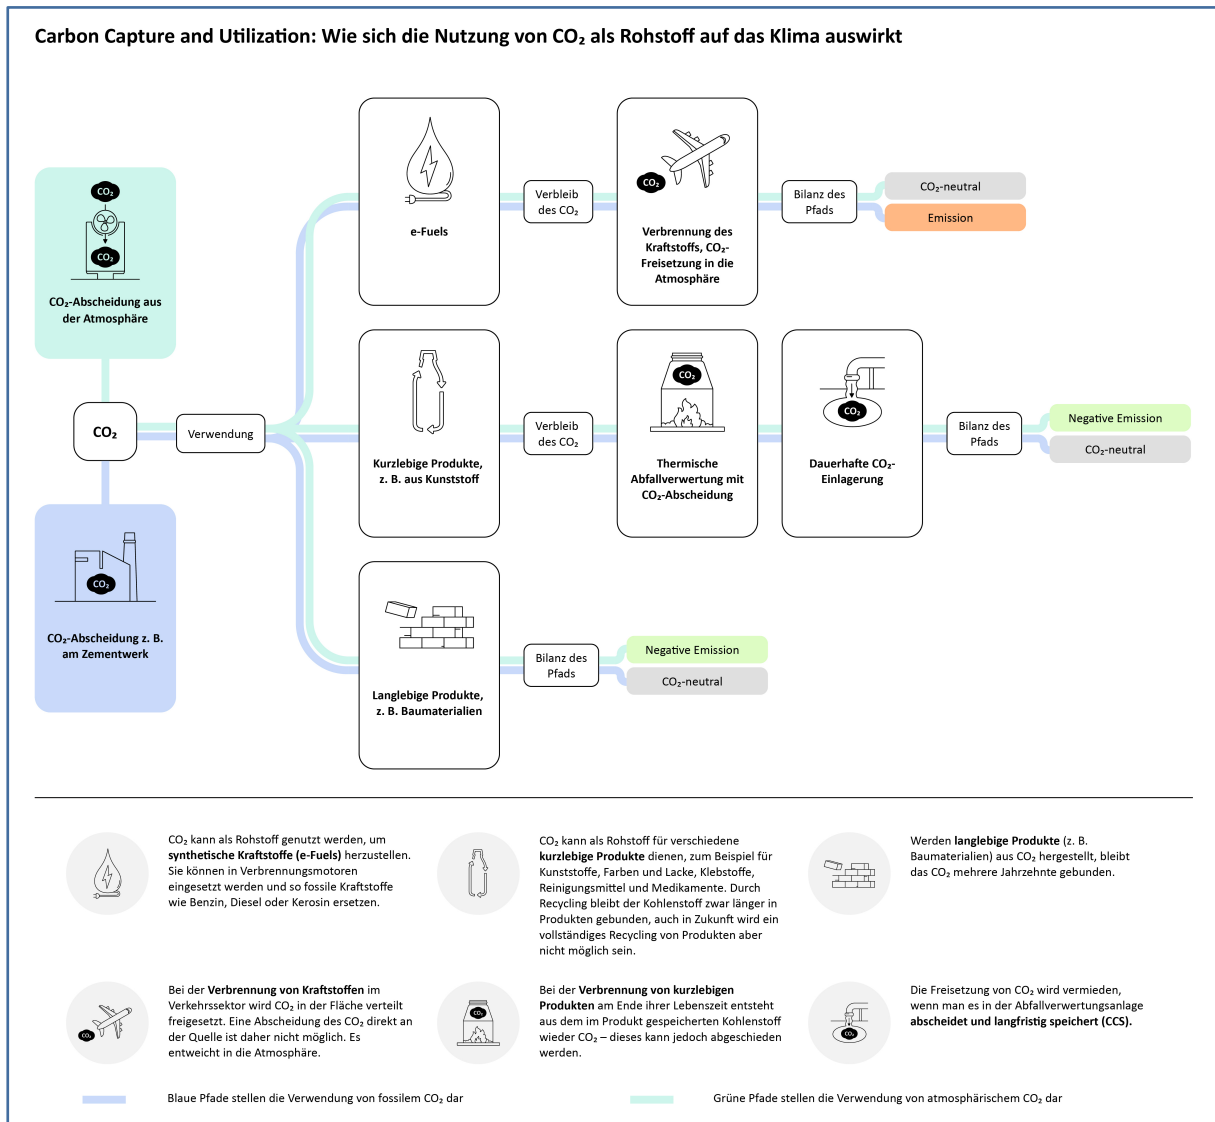 Carbon Capture and Utilization: Wie sich die Nutzung von CO₂ als Rohstoff auf das Klima auswirkt
CO₂
CO₂
CO₂-Abscheidung aus
der Atmosphäre
CO₂
Verwendung
CO₂
CO₂-Abscheidung z. B.
am Zementwerk
e-Fuels
Verbleib
des CO₂
CO₂
Verbrennung des
Kraftstoffs, CO₂-
Freisetzung in die
Atmosphäre
Bilanz des
Pfads
CO₂-neutral
Emission
Kurzlebige Produkte,
z. B. aus Kunststoff
Verbleib
des CO₂
CO₂
Thermische
Abfallverwertung mit
CO₂-Abscheidung
CO₂
Dauerhafte CO₂-
Einlagerung
Bilanz des
Pfads
Negative Emission
CO₂-neutral
Langlebige Produkte,
z. B. Baumaterialien
Bilanz des
Pfads
Negative Emission
CO₂-neutral
CO₂ kann als Rohstoff genutzt werden, um
synthetische Kraftstoffe (e-Fuels) herzustellen.
Sie können in Verbrennungsmotoren
eingesetzt werden und so fossile Kraftstoffe
wie Benzin, Diesel oder Kerosin ersetzen.
CO₂ kann als Rohstoff für verschiedene
kurzlebige Produkte dienen, zum Beispiel für
Kunststoffe, Farben und Lacke, Klebstoffe,
Reinigungsmittel und Medikamente. Durch
Recycling bleibt der Kohlenstoff zwar länger in
Produkten gebunden, auch in Zukunft wird ein
vollständiges Recycling von Produkten aber
nicht möglich sein.
Werden langlebige Produkte (z. B.
Baumaterialien) aus CO₂ hergestellt, bleibt
das CO₂ mehrere Jahrzehnte gebunden.
CO₂
Bei der Verbrennung von Kraftstoffen im
Verkehrssektor wird CO₂ in der Fläche verteilt
freigesetzt. Eine Abscheidung des CO₂ direkt an
der Quelle ist daher nicht möglich. Es
entweicht in die Atmosphäre.
CO₂
Bei der Verbrennung von kurzlebigen
Produkten am Ende ihrer Lebenszeit entsteht
aus dem im Produkt gespeicherten Kohlenstoff
wieder CO₂ – dieses kann jedoch abgeschieden
werden.
CO₂
Die Freisetzung von CO₂ wird vermieden,
wenn man es in der Abfallverwertungsanlage
abscheidet und langfristig speichert (CCS).
Blaue Pfade stellen die Verwendung von fossilem CO₂ dar
Grüne Pfade stellen die Verwendung von atmosphärischem CO₂ dar